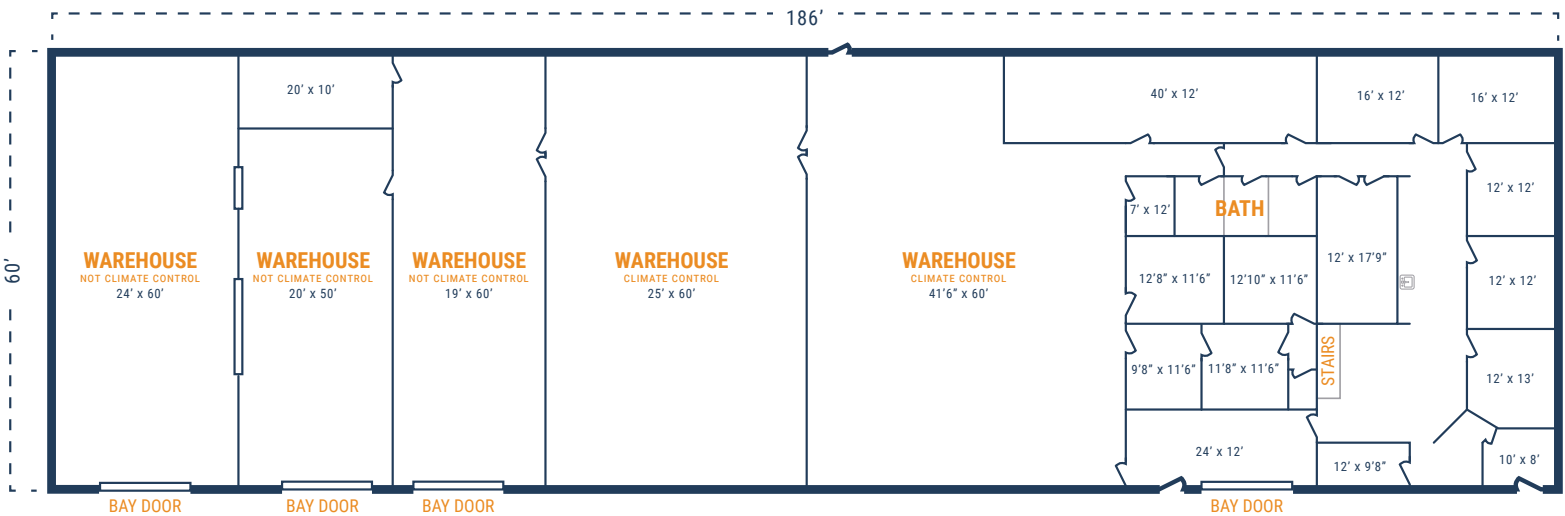 186’
60’
20’ x 10’
40’ x 12’
16’ x 12’
16’ x 12’
12’ x 12’
7’ x 12’
BATH
WAREHOUSE
NOT CLIMATE CONTROL
24’ x 60’
WAREHOUSE
NOT CLIMATE CONTROL
20’ x 50’
WAREHOUSE
NOT CLIMATE CONTROL
19’ x 60’
WAREHOUSE
CLIMATE CONTROL
25’ x 60’
WAREHOUSE
CLIMATE CONTROL
41’6” x 60’
12’8” x 11’6”
12’10” x 11’6”
12’ x 17’9”
12’ x 12’
9’8” x 11’6”
11’8” x 11’6”
STAIRS
12’ x 13’
24’ x 12’
12’ x 9’8”
10’ x 8’
BAY DOOR
BAY DOOR
BAY DOOR
BAY DOOR